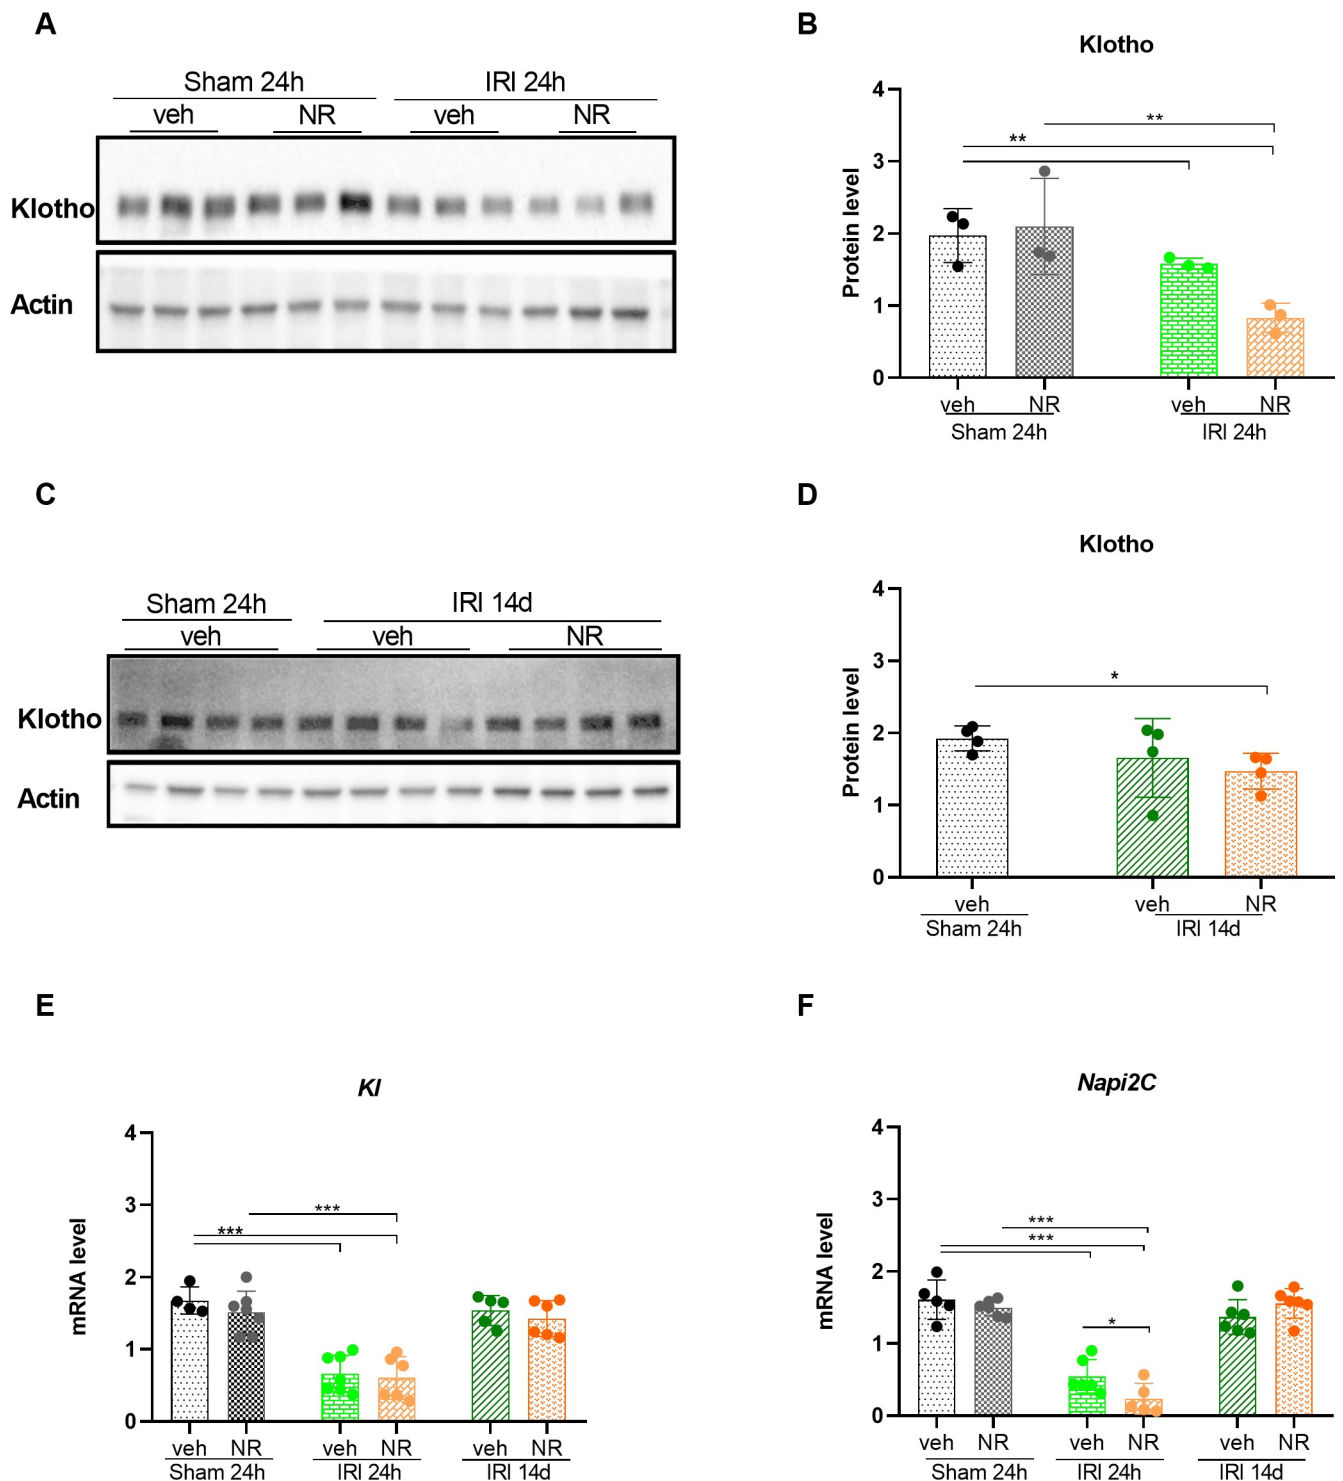 A
Sham 24h IRI 24h
veh NR veh NR
Klotho
Actin
B
Klotho
Protein level
4
3
2
1
0
**
**
veh NR veh NR
Sham 24h IRI 24h
C
Sham 24h IRI 14d
veh veh NR
Klotho
Actin
D
Klotho
Protein level
4
3
2
1
0
*
veh veh NR
Sham 24h IRI 14d
E
Kl
mRNA level
4
3
2
1
0
***
***
veh NR veh NR veh NR
Sham 24h IRI 24h IRI 14d
F
Napi2C
mRNA level
4
3
2
1
0
***
***
*
veh NR veh NR veh NR
Sham 24h IRI 24h IRI 14d